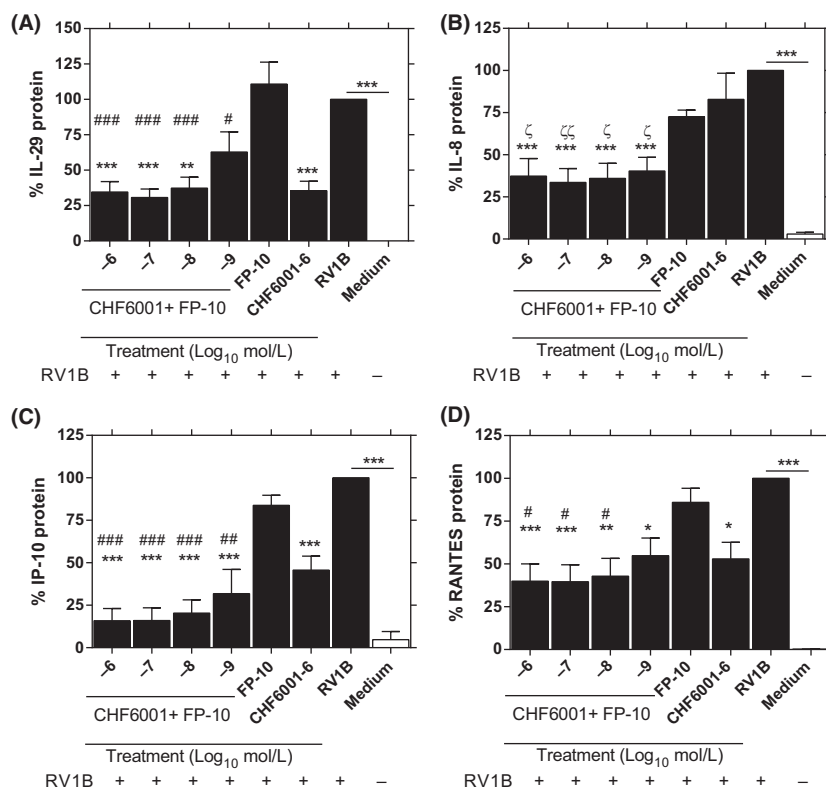 (A)
150
125
100
75
50
25
0
% IL-29 protein
### ### ### #
*** *** ** *** ***
–6 –7 –8 –9 FP-10 CHF6001-6 RV1B Medium
CHF6001+ FP-10
Treatment (Log10 mol/L)
RV1B + + + + + + + –
(B)
125
100
75
50
25
0
% IL-8 protein
ζ ζζ ζ ζ
*** *** *** *** ***
–6 –7 –8 –9 FP-10 CHF6001-6 RV1B Medium
CHF6001+ FP-10
Treatment (Log10 mol/L)
RV1B + + + + + + + –
(C)
125
100
75
50
25
0
% IP-10 protein
### ### ### ##
*** *** *** *** *** ***
–6 –7 –8 –9 FP-10 CHF6001-6 RV1B Medium
CHF6001+ FP-10
Treatment (Log10 mol/L)
RV1B + + + + + + + –
(D)
125
100
75
50
25
0
% RANTES protein
# # #
*** *** ** * * ***
–6 –7 –8 –9 FP-10 CHF6001-6 RV1B Medium
CHF6001+ FP-10
Treatment (Log10 mol/L)
RV1B + + + + + + + –